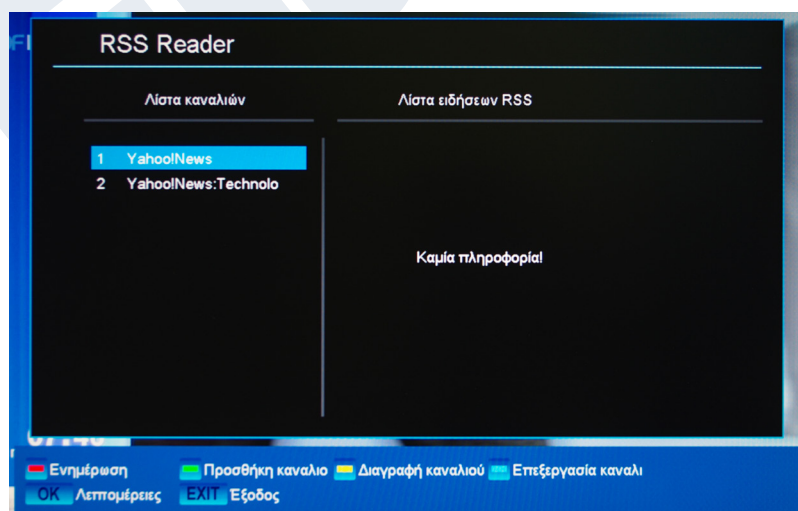 RSS Reader
Λίστα καναλιών
Λίστα ειδήσεων RSS
1 Yahoo!News
2 Yahoo!News:Technolo
Καμία πληροφορία!
Ενημέρωση Προσθήκη καναλιο Διαγραφή καναλιού Επεξεργασία καναλι
OK Λεπτομέρειες EXIT Έξοδος